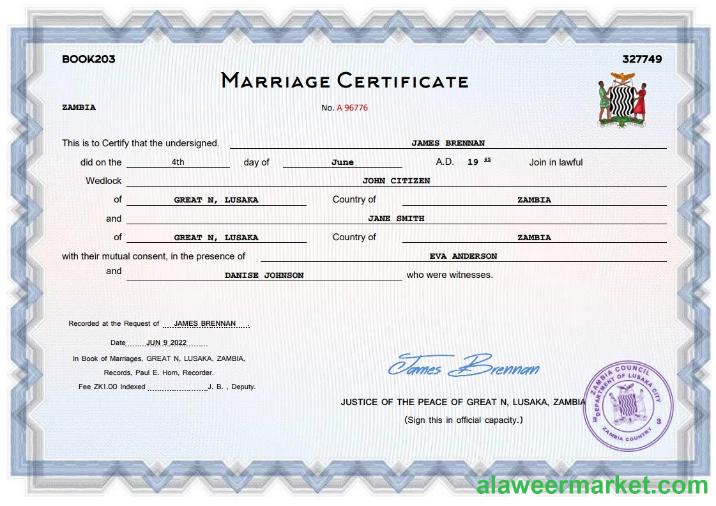 BOOK203 327749
MARRIAGE CERTIFICATE
ZAMBIA No. A 96776
This is to Certify that the undersigned. JAMES BRENNAN
did on the 4th day of June A.D. 19 Join in lawful
Wedlock JOHN CITIZEN
of GREAT N, LUSAKA Country of ZAMBIA
and JANE SMITH
of GREAT N, LUSAKA Country of ZAMBIA
with their mutual consent, in the presence of EVA ANDERSON
and DANISE JOHNSON who were witnesses.
Recorded at the Request of JAMES BRENNAN
Date JUN 9 2022
In Book of Marriages, GREAT N, LUSAKA, ZAMBIA,
Records, Paul E. Horn, Recorder.
Fee ZK1.00 Indexed J. B. , Deputy.
James Brennan
JUSTICE OF THE PEACE OF GREAT N, LUSAKA, ZAMBIA
(Sign this in official capacity.)
ZAMBIA COUNCIL
DEPARTMENT OF LUSAKA CITY
ZAMBIA COUNTRY
alaweermarket.com